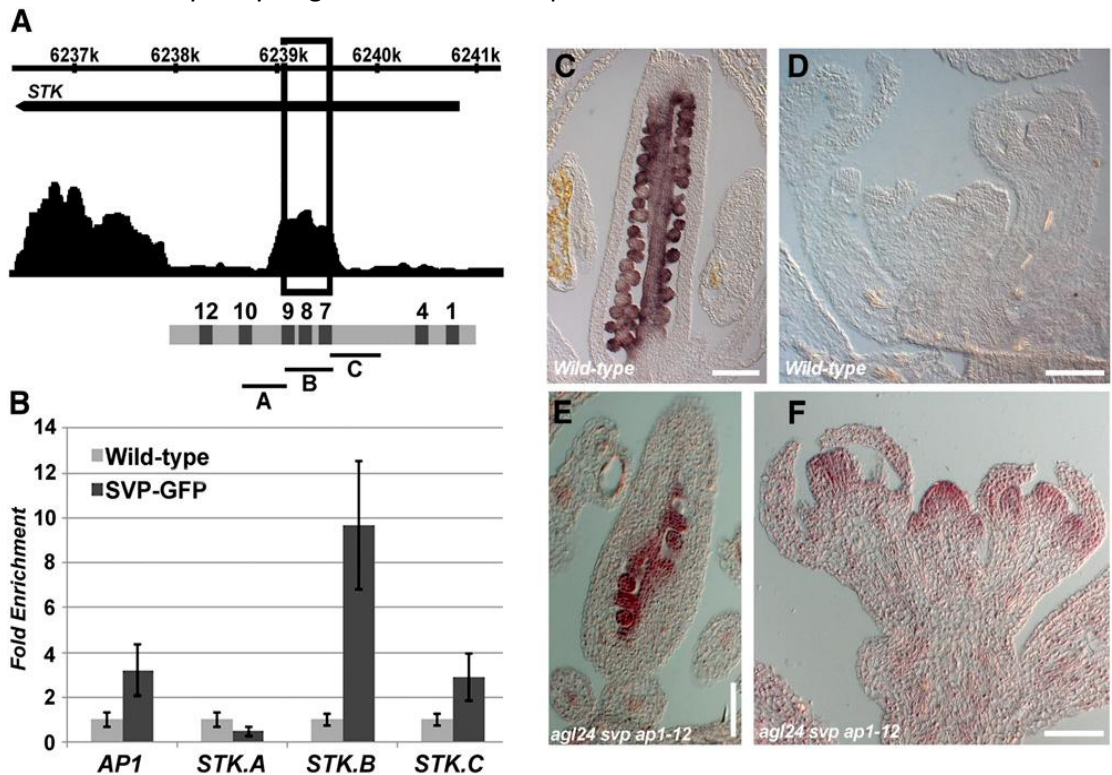 A
6237k 6238k 6239k 6240k 6241k
STK
12 10 9 8 7 4 1
A B C
B
14
12
10
8
6
4
2
0
Fold Enrichment
Wild-type
SVP-GFP
AP1 STK.A STK.B STK.C
C
Wild-type
D
Wild-type
E
agl24 svp ap1-12
F
agl24 svp ap1-12